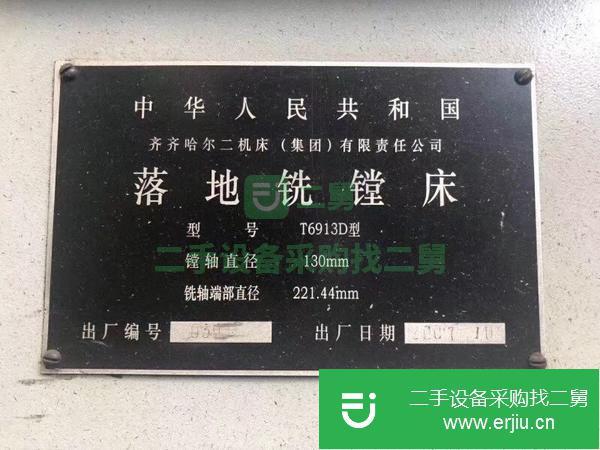 中华人民共和国
齐齐哈尔二机床(集团)有限责任公司
落地铣镗床
型号 T6913D型
镗轴直径 130mm
铣轴端部直径 221.44mm
出厂编号 出厂日期
二舅
二手设备采购找二舅
二手设备采购找二舅
www.erjiu.cn